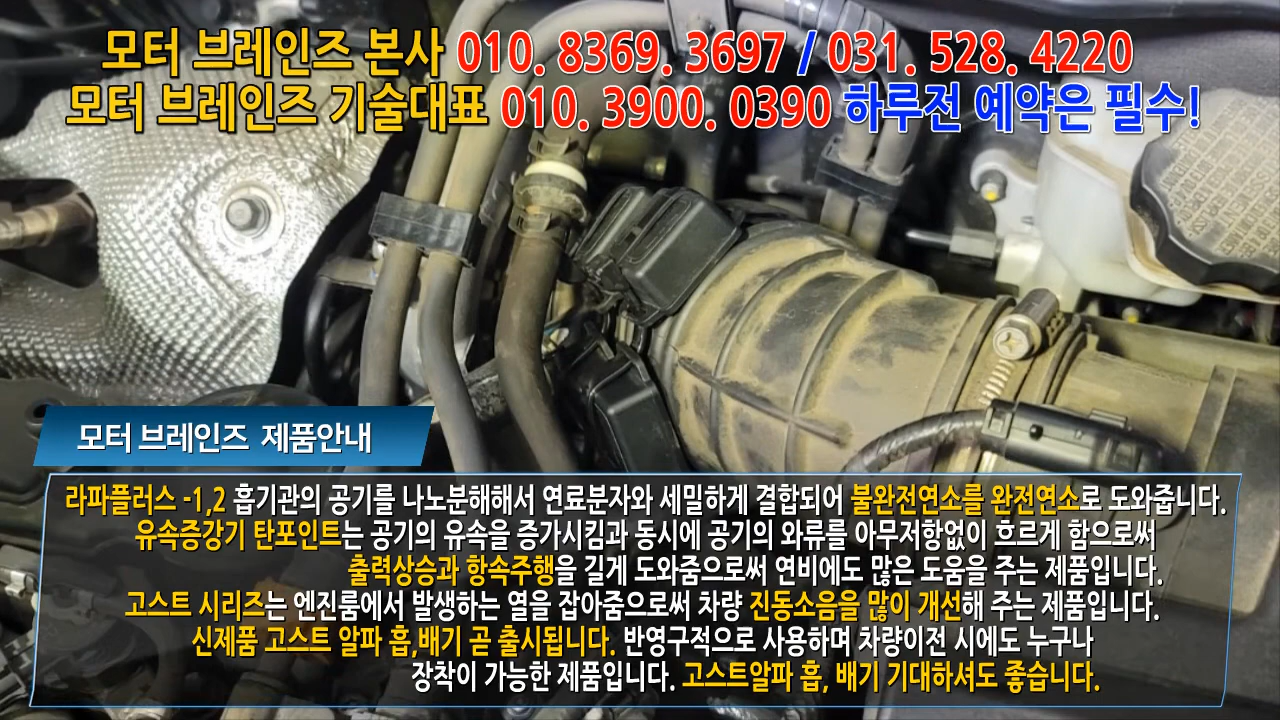 모터 브레인즈 본사 010. 8369. 3697 / 031. 528. 4220
모터 브레인즈 기술대표 010. 3900. 0390 하루전 예약은 필수!
모터 브레인즈 제품안내
라파플러스 -1,2 흡기관의 공기를 나노분해해서 연료분자와 세밀하게 결합되어 불완전연소를 완전연소로 도와줍니다.
유속증강기 탄포인트는 공기의 유속을 증가시킴과 동시에 공기의 와류를 아무저항없이 흐르게 함으로써
출력상승과 항속주행을 길게 도와줌으로써 연비에도 많은 도움을 주는 제품입니다.
고스트 시리즈는 엔진룸에서 발생하는 열을 잡아줌으로써 차량 진동소음을 많이 개선해 주는 제품입니다.
신제품 고스트 알파 흡,배기 곧 출시됩니다. 반영구적으로 사용하며 차량이전 시에도 누구나
장착이 가능한 제품입니다. 고스트알파 흡, 배기 기대하셔도 좋습니다.